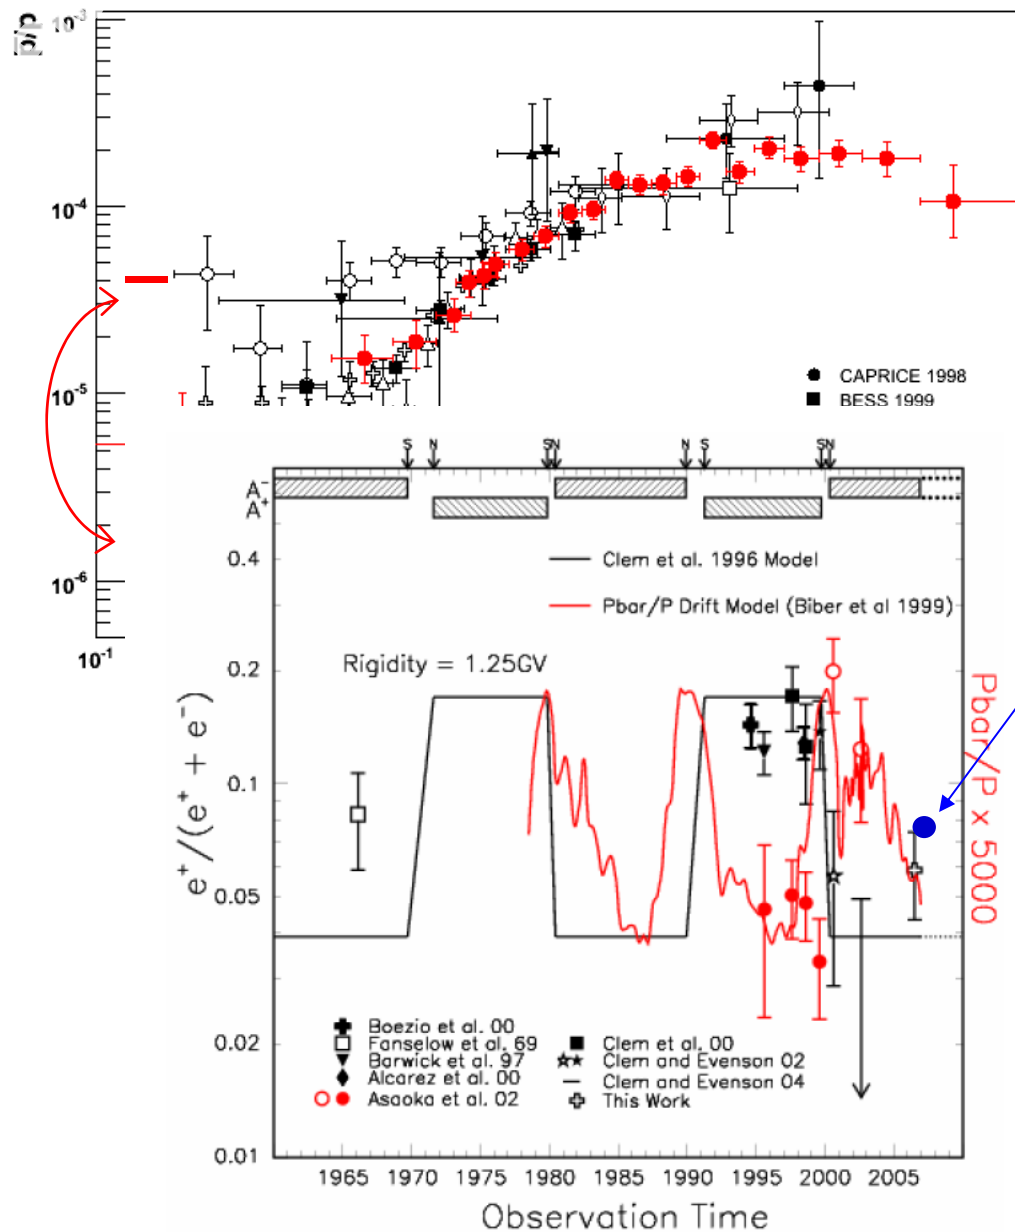 10⁻³
p̅/p
10⁻⁴
10⁻⁵
10⁻⁶
10⁻¹
CAPRICE 1998
BESS 1999
S N S N N S S N
A⁻
A⁺
0.4
0.2
0.1
0.05
0.02
0.01
Clem et al. 1996 Model
Pbar/P Drift Model (Biber et al 1999)
Rigidity = 1.25GV
e⁺/(e⁺ + e⁻)
Pbar/P x 5000
Boezio et al. 00
Fanselow et al. 69
Barwick et al. 97
Alcarez et al. 00
Asaoka et al. 02
Clem et al. 00
Clem and Evenson 02
Clem and Evenson 04
This Work
1965 1970 1975 1980 1985 1990 1995 2000 2005
Observation Time